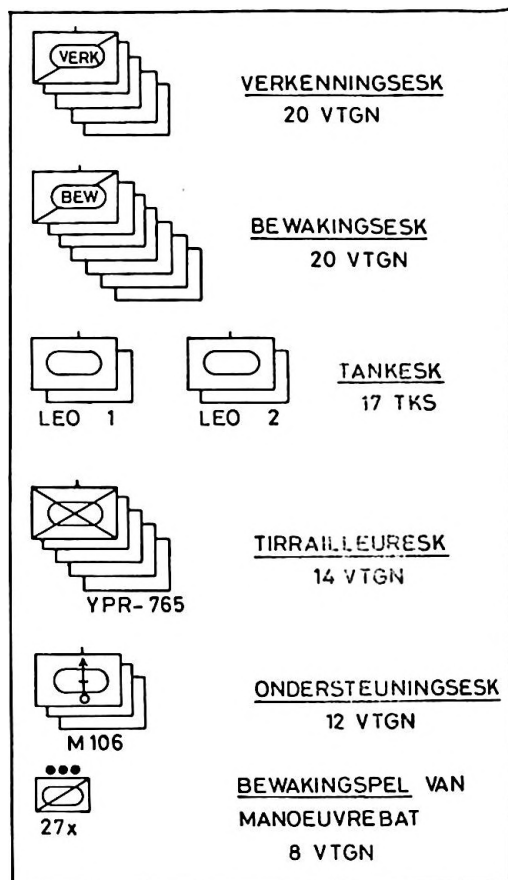 VERK
VERKENNINGSESK
20 VTGN
BEW
BEWAKINGSESK
20 VTGN
LEO 1
LEO 2
TANKESK
17 TKS
TIRRAILLEURESK
14 VTGN
YPR-765
ONDERSTEUNINGSESK
12 VTGN
M106
27x
BEWAKINGSPEL VAN
MANOEUVREBAT
8 VTGN